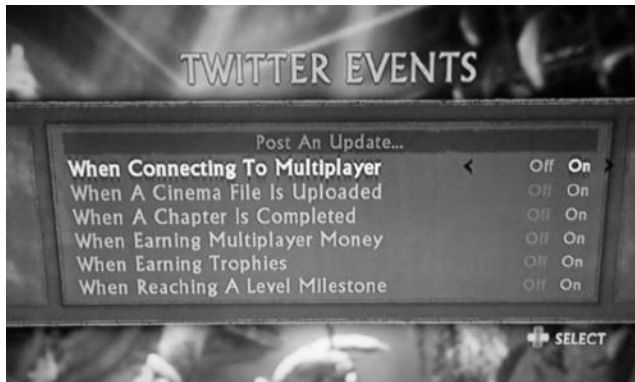 TWITTER EVENTS
Post An Update...
When Connecting To Multiplayer < Off On >
When A Cinema File Is Uploaded Off On
When A Chapter Is Completed Off On
When Earning Multiplayer Money Off On
When Earning Trophies Off On
When Reaching A Level Milestone Off On
SELECT